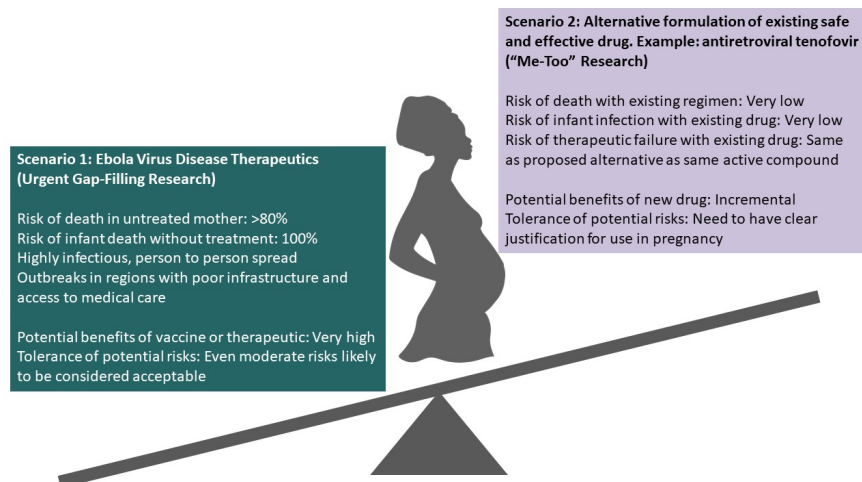 Scenario 1: Ebola Virus Disease Therapeutics
(Urgent Gap-Filling Research)
Risk of death in untreated mother: >80%
Risk of infant death without treatment: 100%
Highly infectious, person to person spread
Outbreaks in regions with poor infrastructure and
access to medical care
Potential benefits of vaccine or therapeutic: Very high
Tolerance of potential risks: Even moderate risks likely
to be considered acceptable
Scenario 2: Alternative formulation of existing safe
and effective drug. Example: antiretroviral tenofovir
(“Me-Too” Research)
Risk of death with existing regimen: Very low
Risk of infant infection with existing drug: Very low
Risk of therapeutic failure with existing drug: Same
as proposed alternative as same active compound
Potential benefits of new drug: Incremental
Tolerance of potential risks: Need to have clear
justification for use in pregnancy